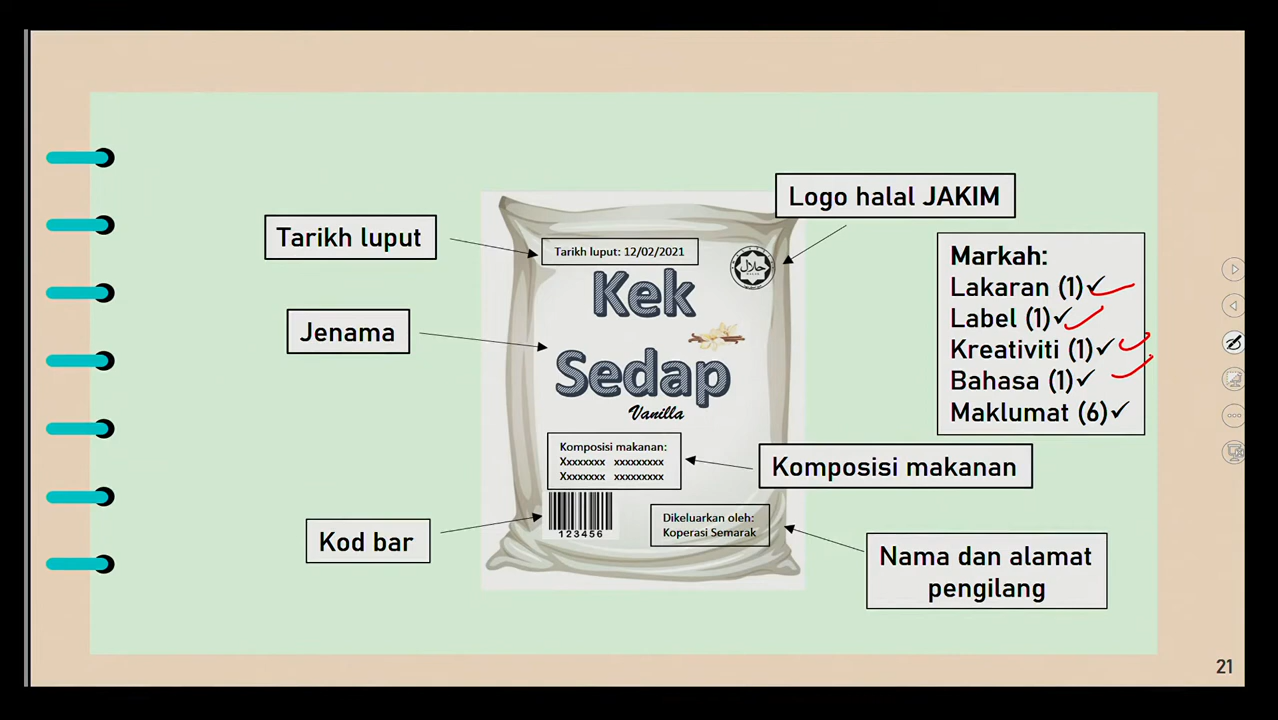 Logo halal JAKIM
Tarikh luput
Tarikh luput: 12/02/2021
حلال
Kek
Jenama
Sedap
Vanilla
Markah:
Lakaran (1)✓
Label (1)✓
Kreativiti (1)✓
Bahasa (1)✓
Maklumat (6)✓
Komposisi makanan:
Xxxxxxxx xxxxxxxxx
Xxxxxxxx xxxxxxxxx
Komposisi makanan
Kod bar
123456
Dikeluarkan oleh:
Koperasi Semarak
Nama dan alamat
pengilang
21